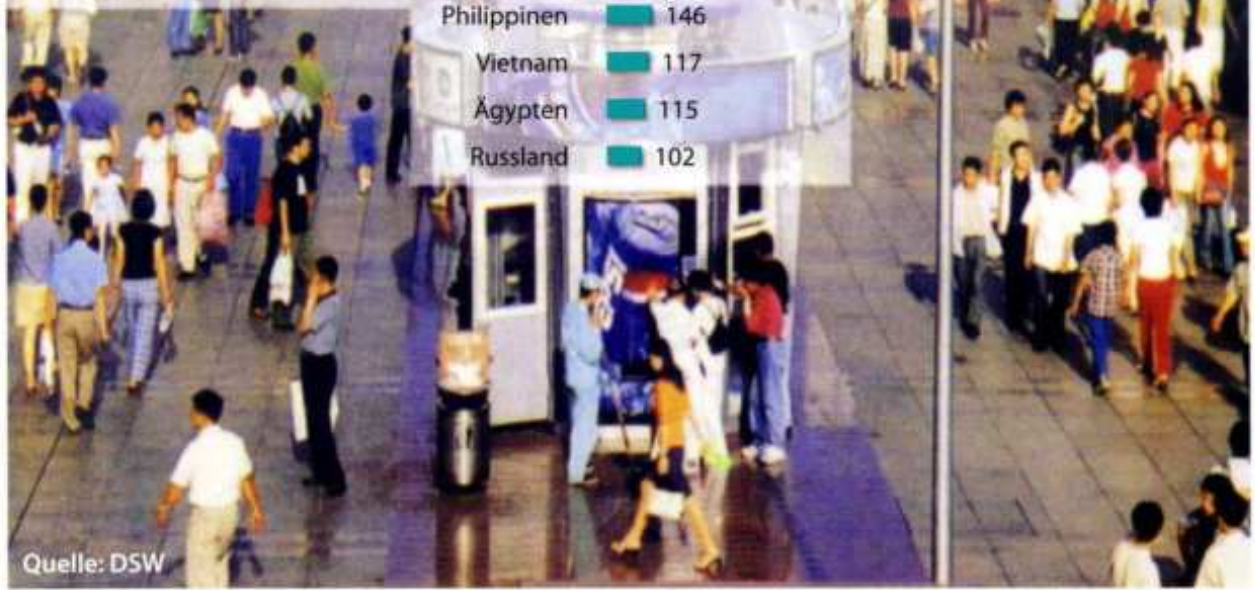 Philippinen 146
Vietnam 117
Ägypten 115
Russland 102
Quelle: DSW